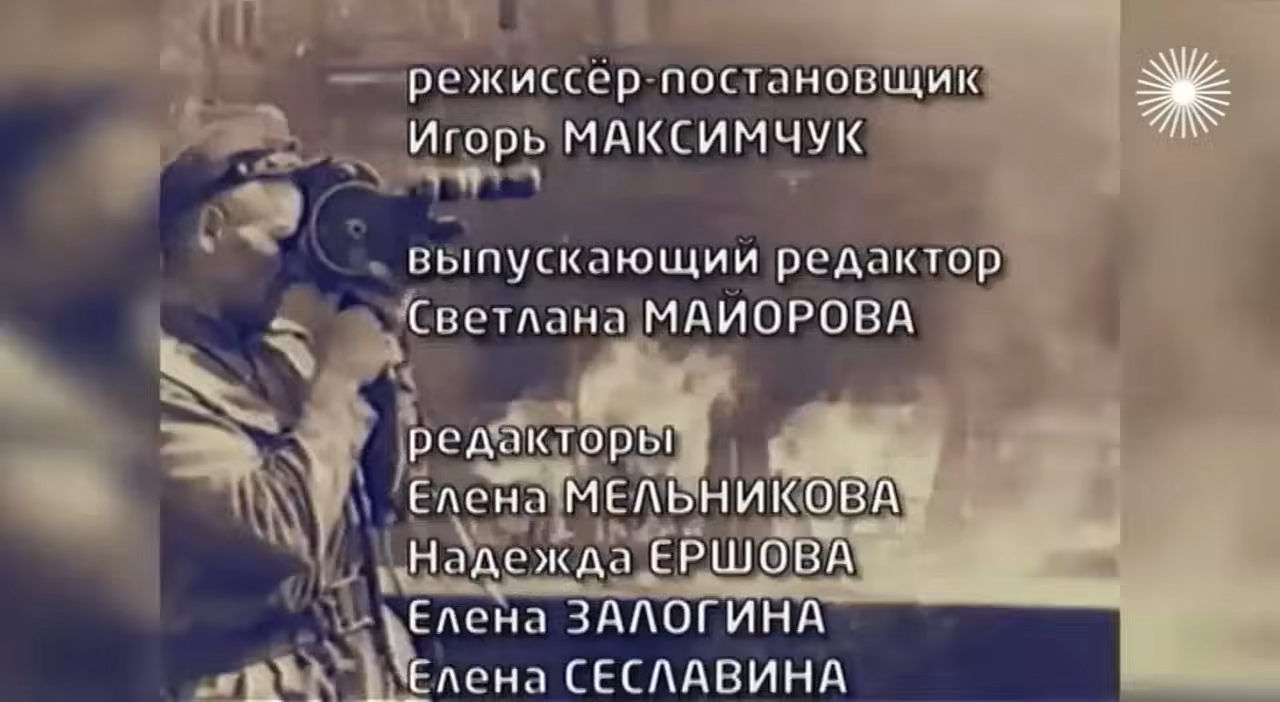 режиссёр-постановщик
Игорь МАКСИМЧУК
выпускающий редактор
Светлана МАЙОРОВА
редакторы
Елена МЕЛЬНИКОВА
Надежда ЕРШОВА
Елена ЗАЛОГИНА
Елена СЕСЛАВИНА